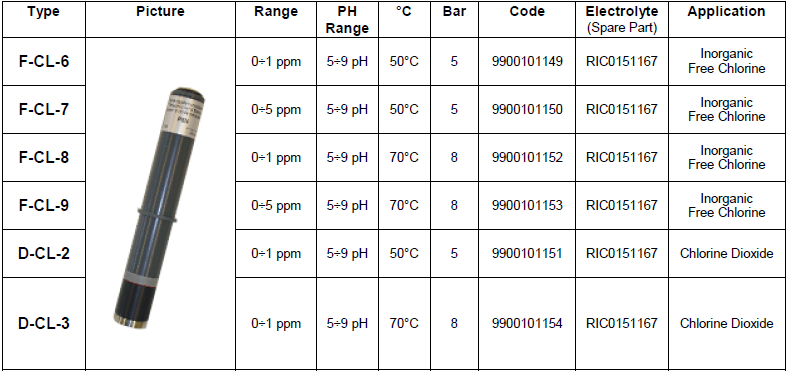 Type Picture Range PH Range °C Bar Code Electrolyte (Spare Part) Application
F-CL-6 0÷1 ppm 5÷9 pH 50°C 5 9900101149 RIC0151167 Inorganic Free Chlorine
F-CL-7 0÷5 ppm 5÷9 pH 50°C 5 9900101150 RIC0151167 Inorganic Free Chlorine
F-CL-8 0÷1 ppm 5÷9 pH 70°C 8 9900101152 RIC0151167 Inorganic Free Chlorine
F-CL-9 0÷5 ppm 5÷9 pH 70°C 8 9900101153 RIC0151167 Inorganic Free Chlorine
D-CL-2 0÷1 ppm 5÷9 pH 50°C 5 9900101151 RIC0151167 Chlorine Dioxide
D-CL-3 0÷1 ppm 5÷9 pH 70°C 8 9900101154 RIC0151167 Chlorine Dioxide